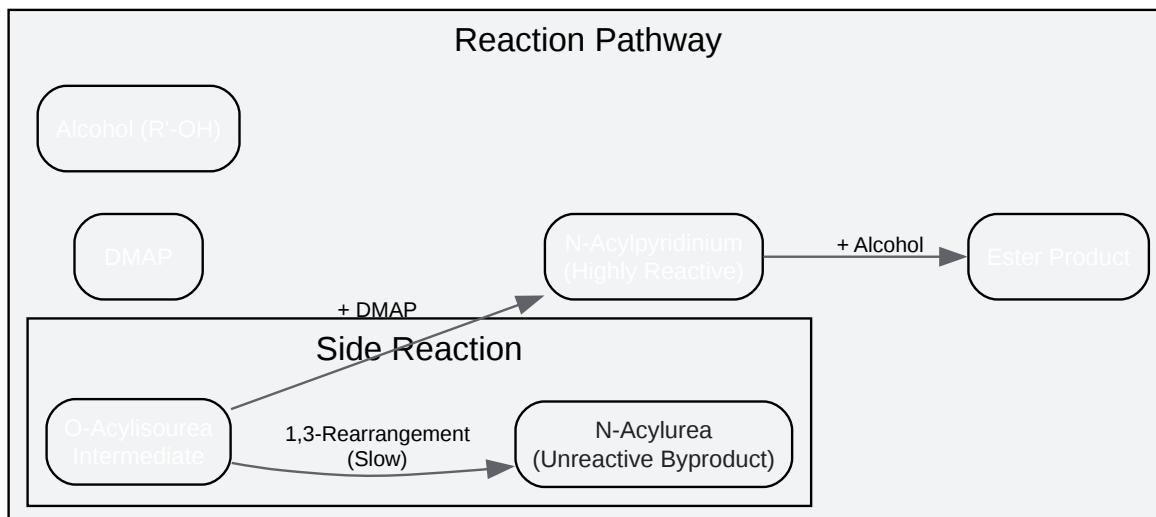 Reaction Pathway
Alcohol (R'-OH)
DMAP
N-Acylpyridinium
(Highly Reactive)
+ Alcohol
Ester Product
+ DMAP
Side Reaction
O-Acylisourea
Intermediate
1,3-Rearrangement
(Slow)
N-Acylurea
(Unreactive Byproduct)